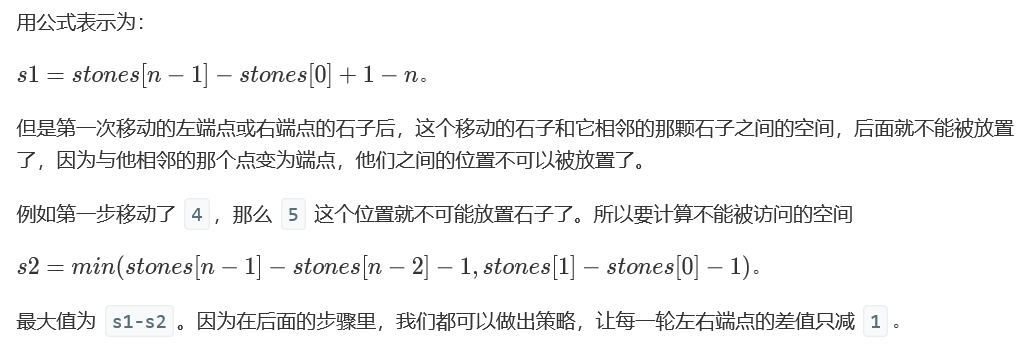 用公式表示为：
s1 = stones[n − 1] − stones[0] + 1 − n。
但是第一次移动的左端点或右端点的石子后，这个移动的石子和它相邻的那颗石子之间的空间，后面就不能被放置
了，因为与他相邻的那个点变为端点，他们之间的位置不可以被放置了。
例如第一步移动了 4 ，那么 5 这个位置就不可能放置石子了。所以要计算不能被访问的空间
s2 = min(stones[n − 1] − stones[n − 2] − 1, stones[1] − stones[0] − 1)。
最大值为 s1-s2 。因为在后面的步骤里，我们都可以做出策略，让每一轮左右端点的差值只减 1 。